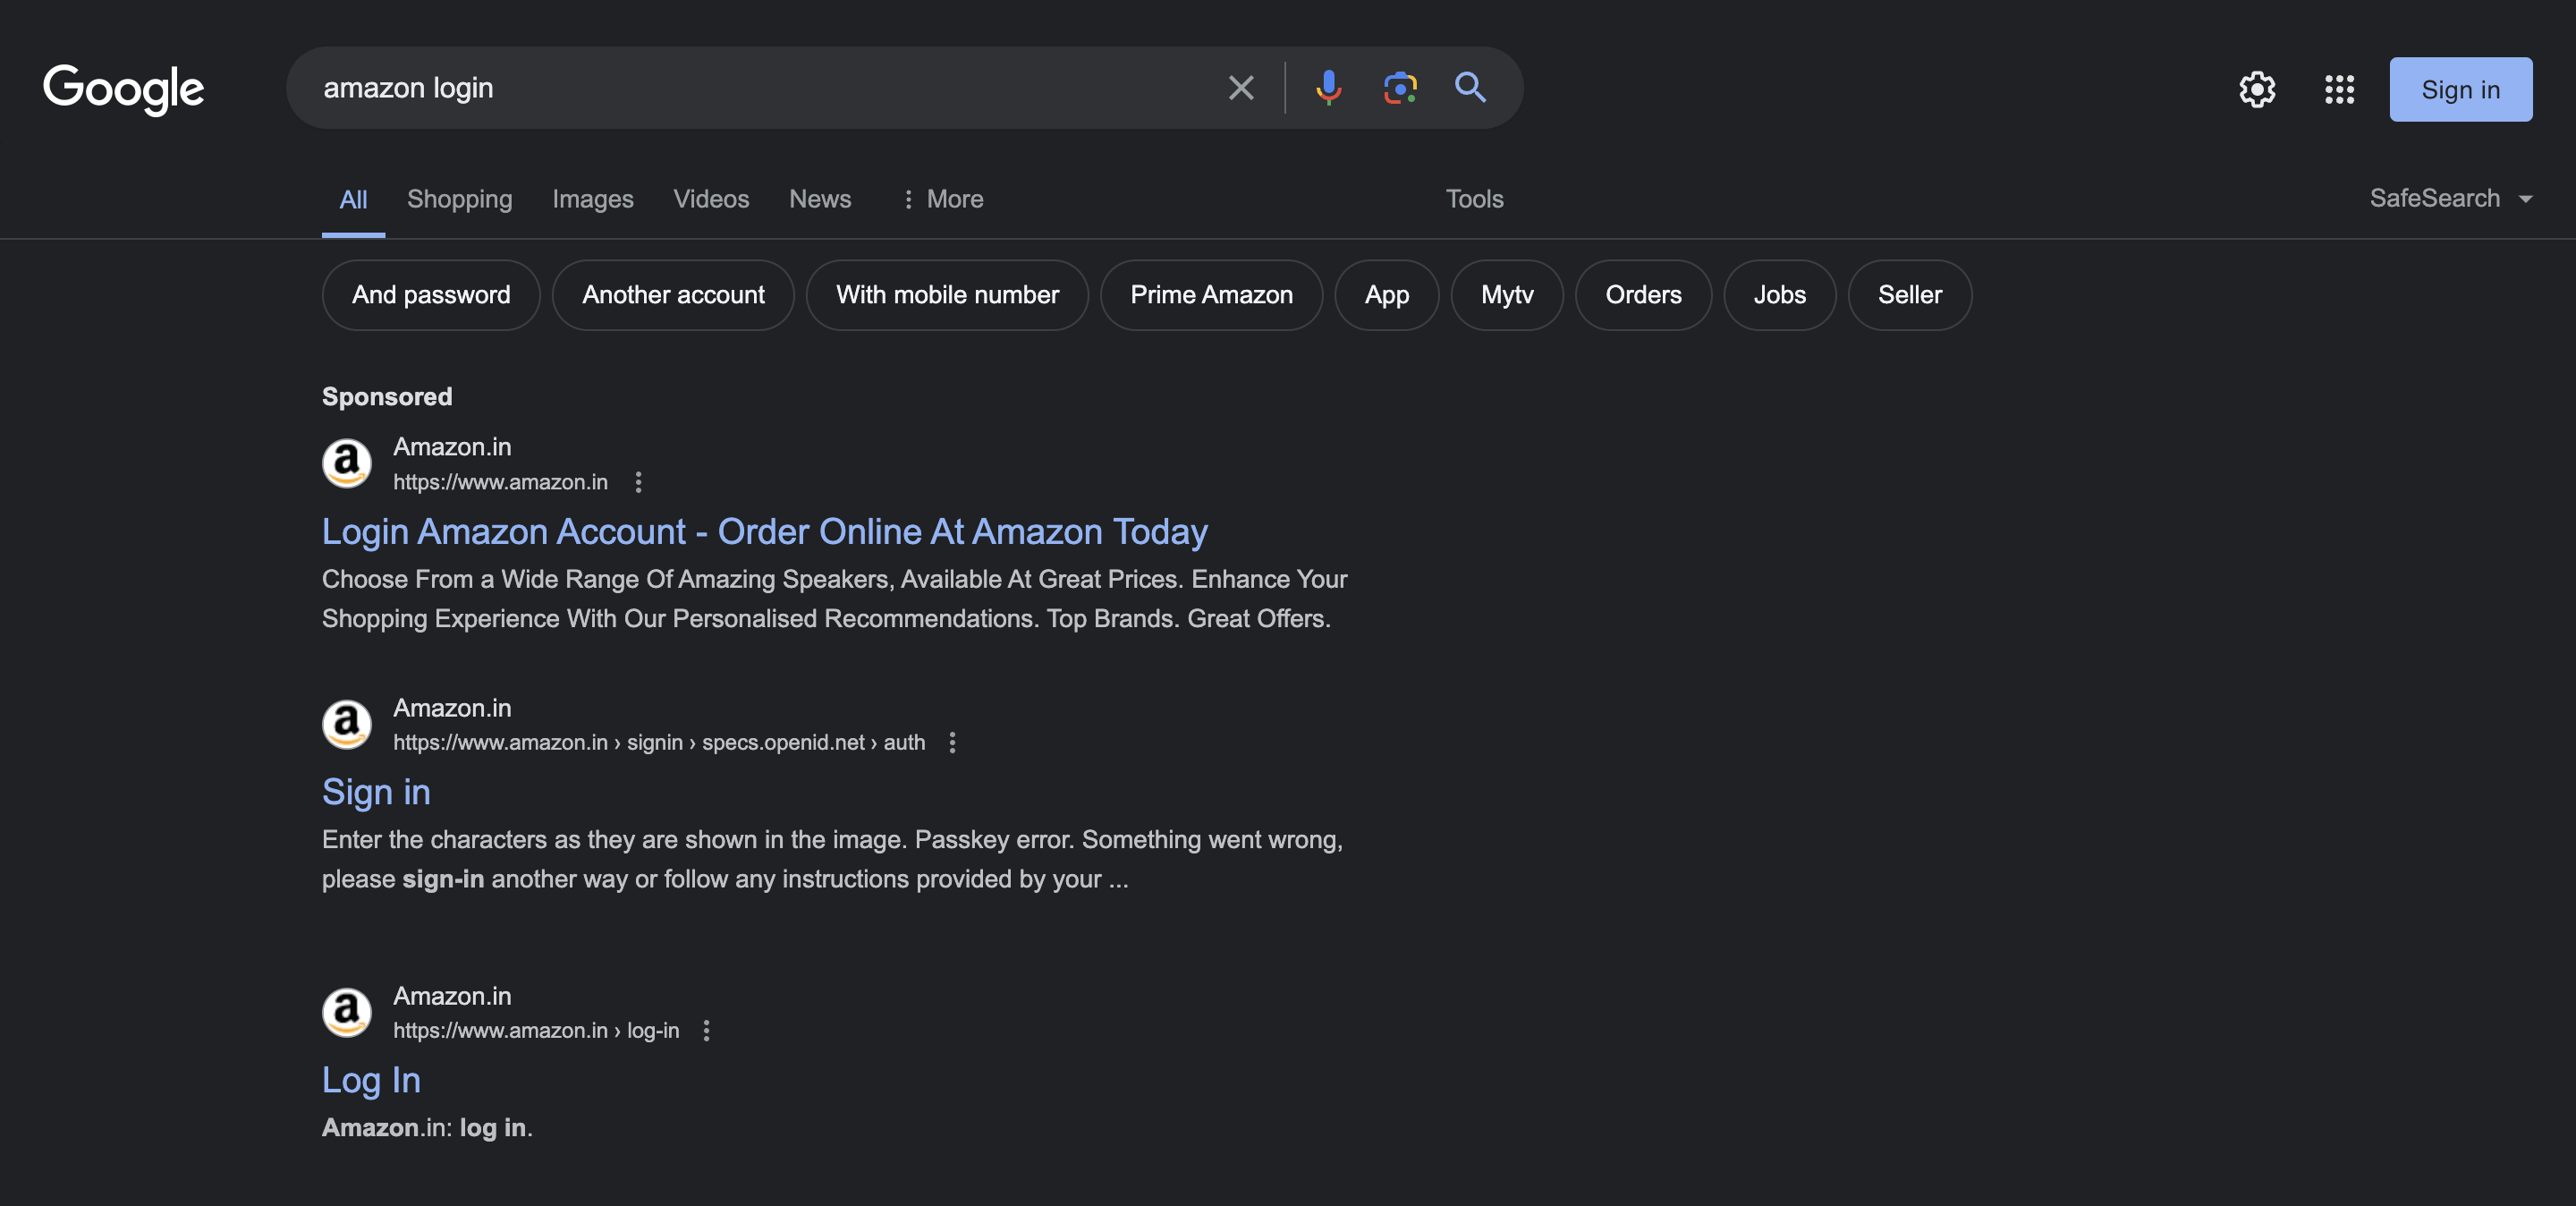 Google
amazon login
Sign in
All Shopping Images Videos News More Tools SafeSearch
And password Another account With mobile number Prime Amazon App Mytv Orders Jobs Seller
Sponsored
a
Amazon.in
https://www.amazon.in
Login Amazon Account - Order Online At Amazon Today
Choose From a Wide Range Of Amazing Speakers, Available At Great Prices. Enhance Your
Shopping Experience With Our Personalised Recommendations. Top Brands. Great Offers.
a
Amazon.in
https://www.amazon.in › signin › specs.openid.net › auth
Sign in
Enter the characters as they are shown in the image. Passkey error. Something went wrong,
please sign-in another way or follow any instructions provided by your ...
a
Amazon.in
https://www.amazon.in › log-in
Log In
Amazon.in: log in.